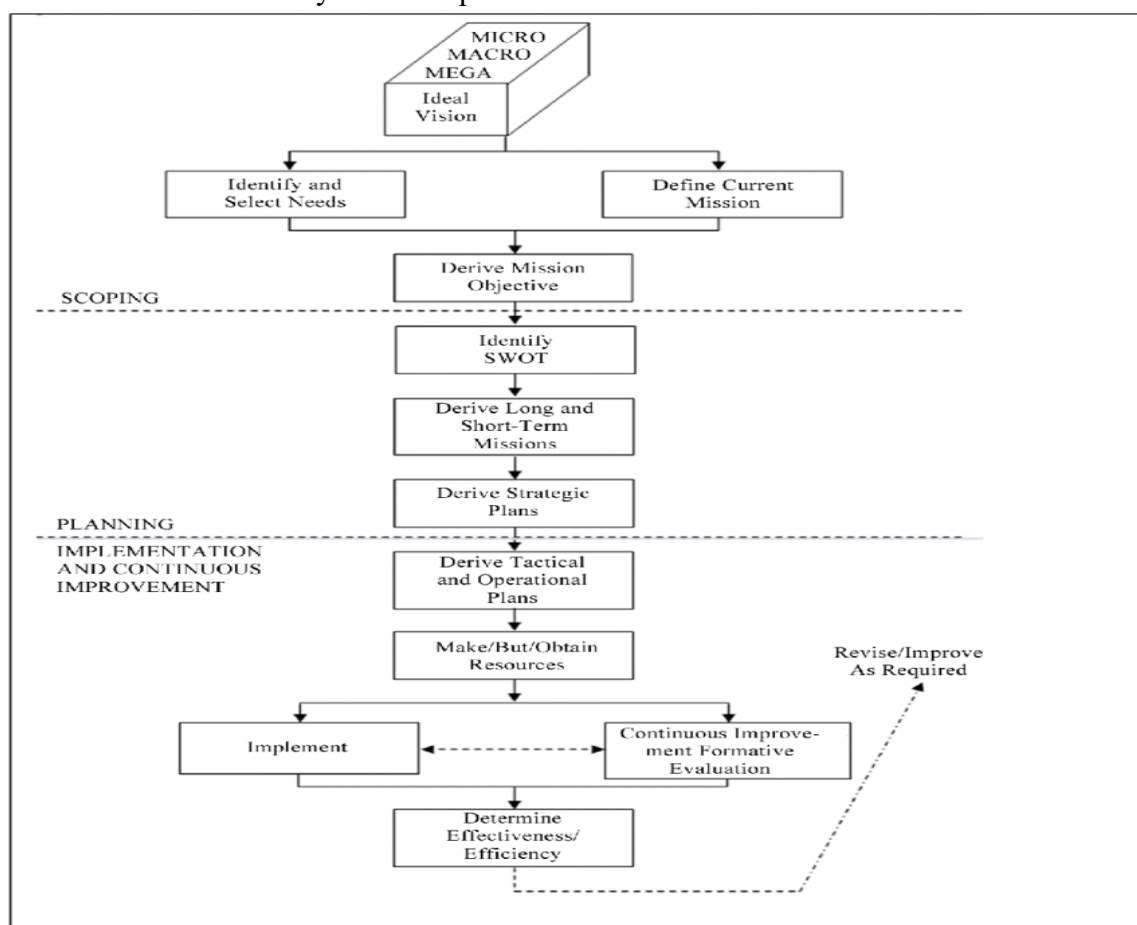 MICRO
MACRO
MEGA
Ideal
Vision
Identify and
Select Needs
Define Current
Mission
Derive Mission
Objective
SCOPING
Identify
SWOT
Derive Long and
Short-Term
Missions
Derive Strategic
Plans
PLANNING
IMPLEMENTATION
AND CONTINUOUS
IMPROVEMENT
Derive Tactical
and Operational
Plans
Make/But/Obtain
Resources
Revise/Improve
As Required
Implement
Continuous Improve-
ment Formative
Evaluation
Determine
Effectiveness/
Efficiency